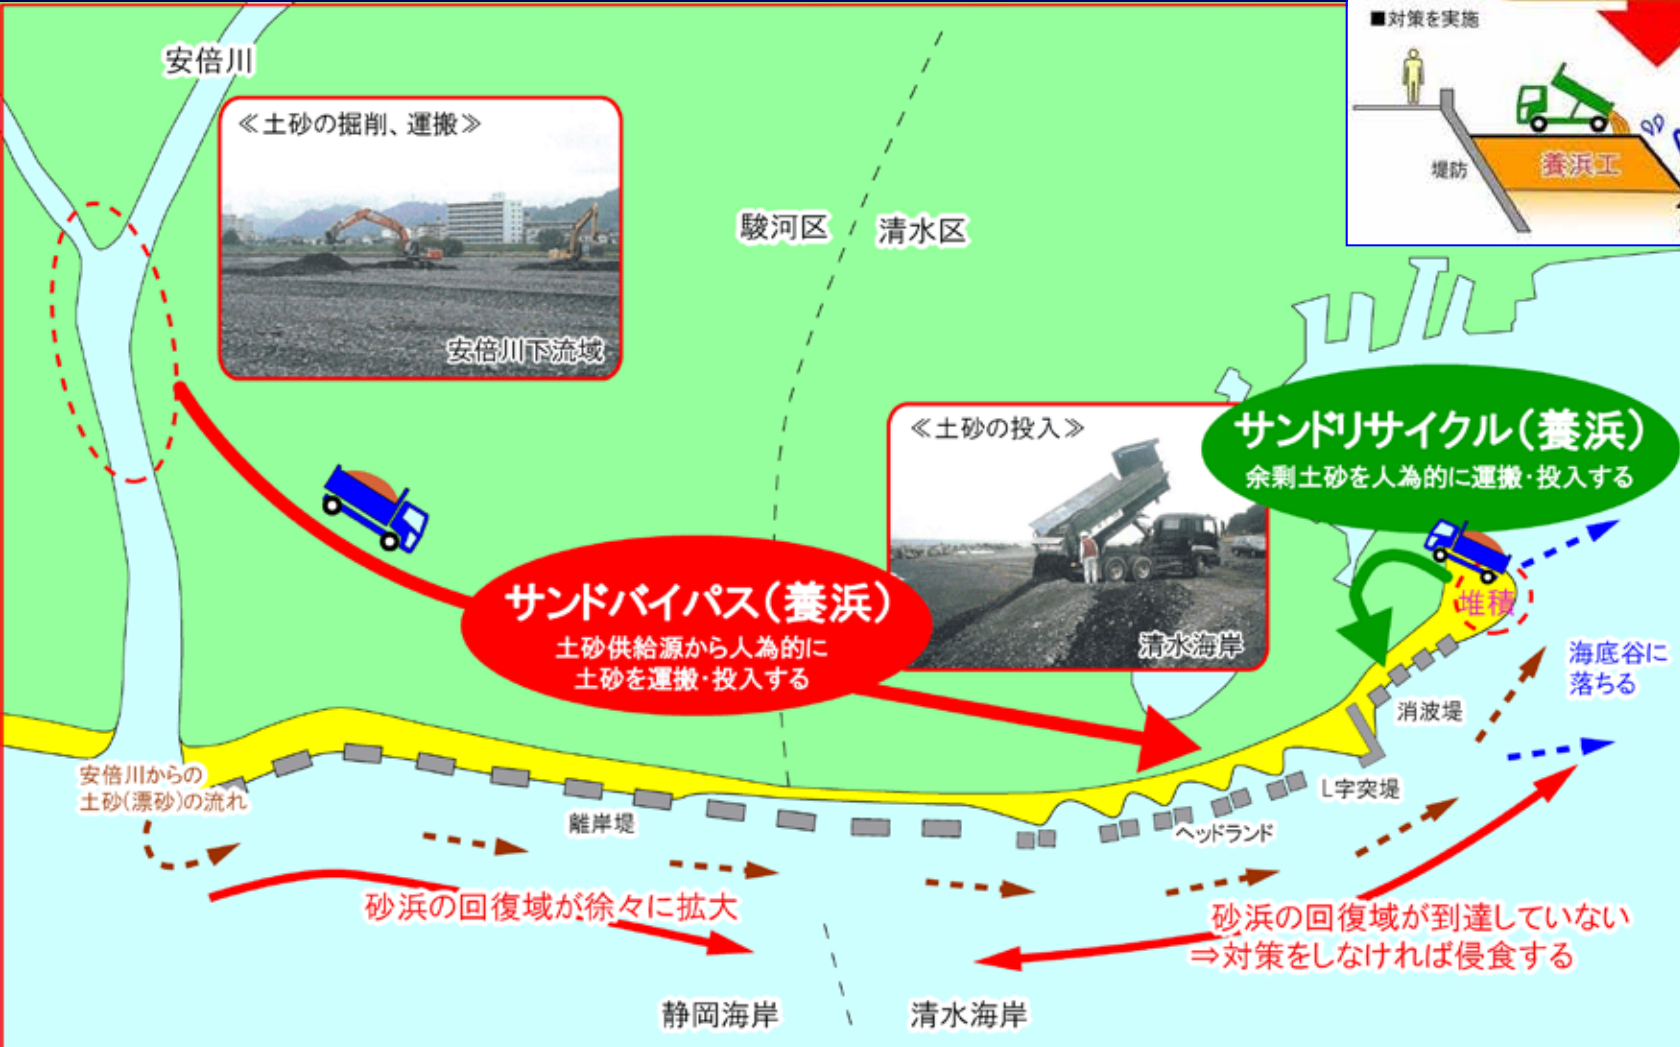 安倍川
≪土砂の掘削、運搬≫
安倍川下流域
駿河区
清水区
■対策を実施
堤防
養浜工
≪土砂の投入≫
清水海岸
サンドリサイクル(養浜)
余剰土砂を人為的に運搬・投入する
サンドバイパス(養浜)
土砂供給源から人為的に
土砂を運搬・投入する
堆積
海底谷に
落ちる
消波堤
L字突堤
ヘッドランド
離岸堤
安倍川からの
土砂(漂砂)の流れ
砂浜の回復域が徐々に拡大
砂浜の回復域が到達していない
⇒対策をしなければ侵食する
静岡海岸
清水海岸